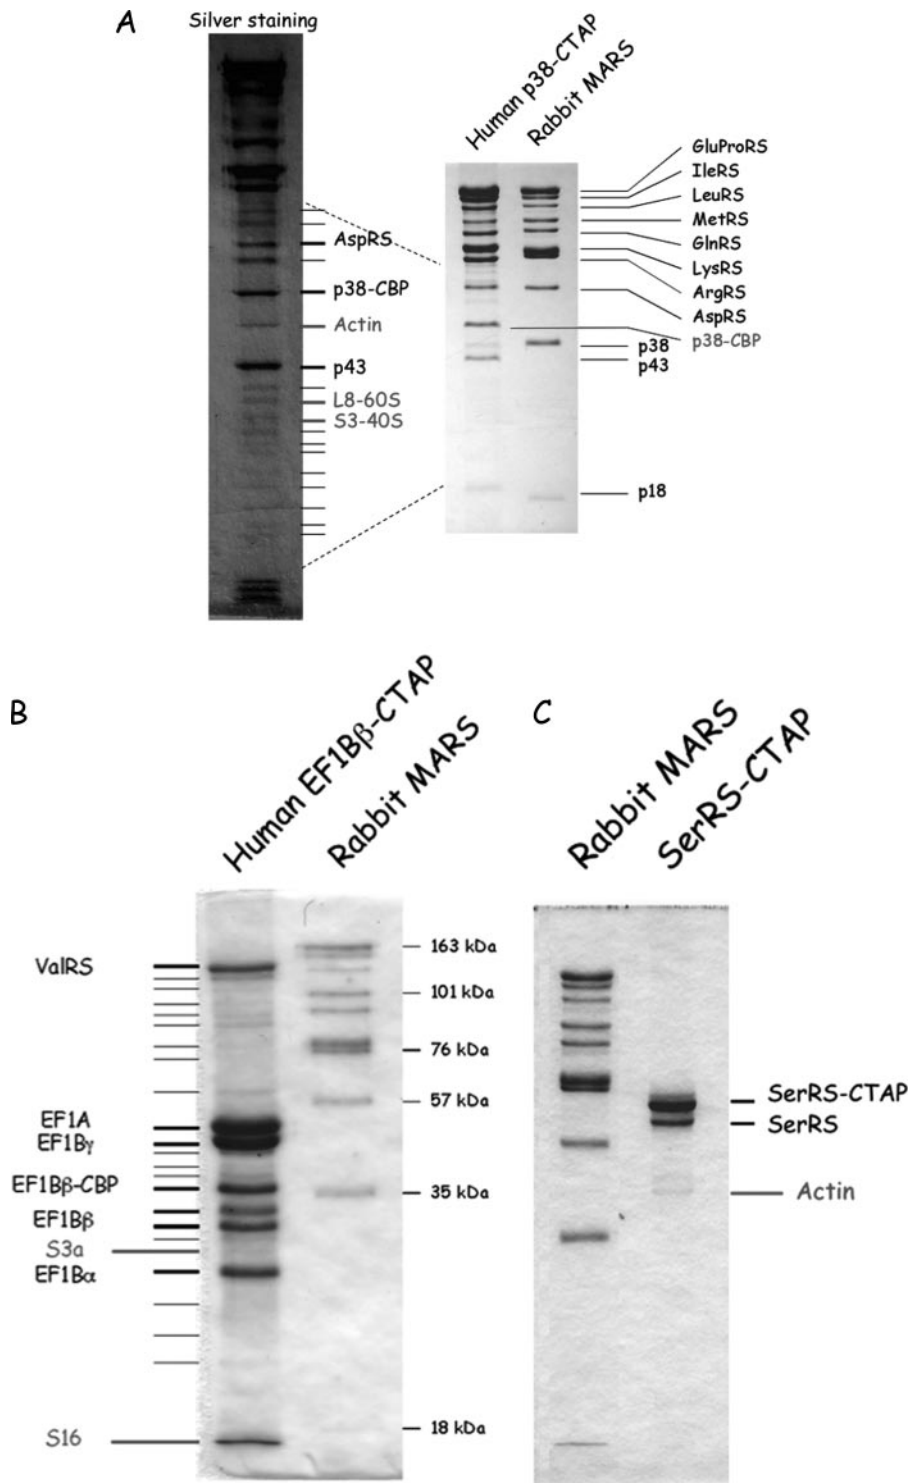 A
Silver staining
AspRS
p38-CBP
Actin
p43
L8-60S
S3-40S
Human p38-CTAP
Rabbit MARS
GluProRS
IleRS
LeuRS
MetRS
GlnRS
LysRS
ArgRS
AspRS
p38-CBP
p38
p43
p18
B
Human EF1Bβ-CTAP
Rabbit MARS
ValRS
EF1A
EF1Bγ
EF1Bβ-CBP
EF1Bβ
S3a
EF1Bα
S16
163 kDa
101 kDa
76 kDa
57 kDa
35 kDa
18 kDa
C
Rabbit MARS
SerRS-CTAP
SerRS-CTAP
SerRS
Actin